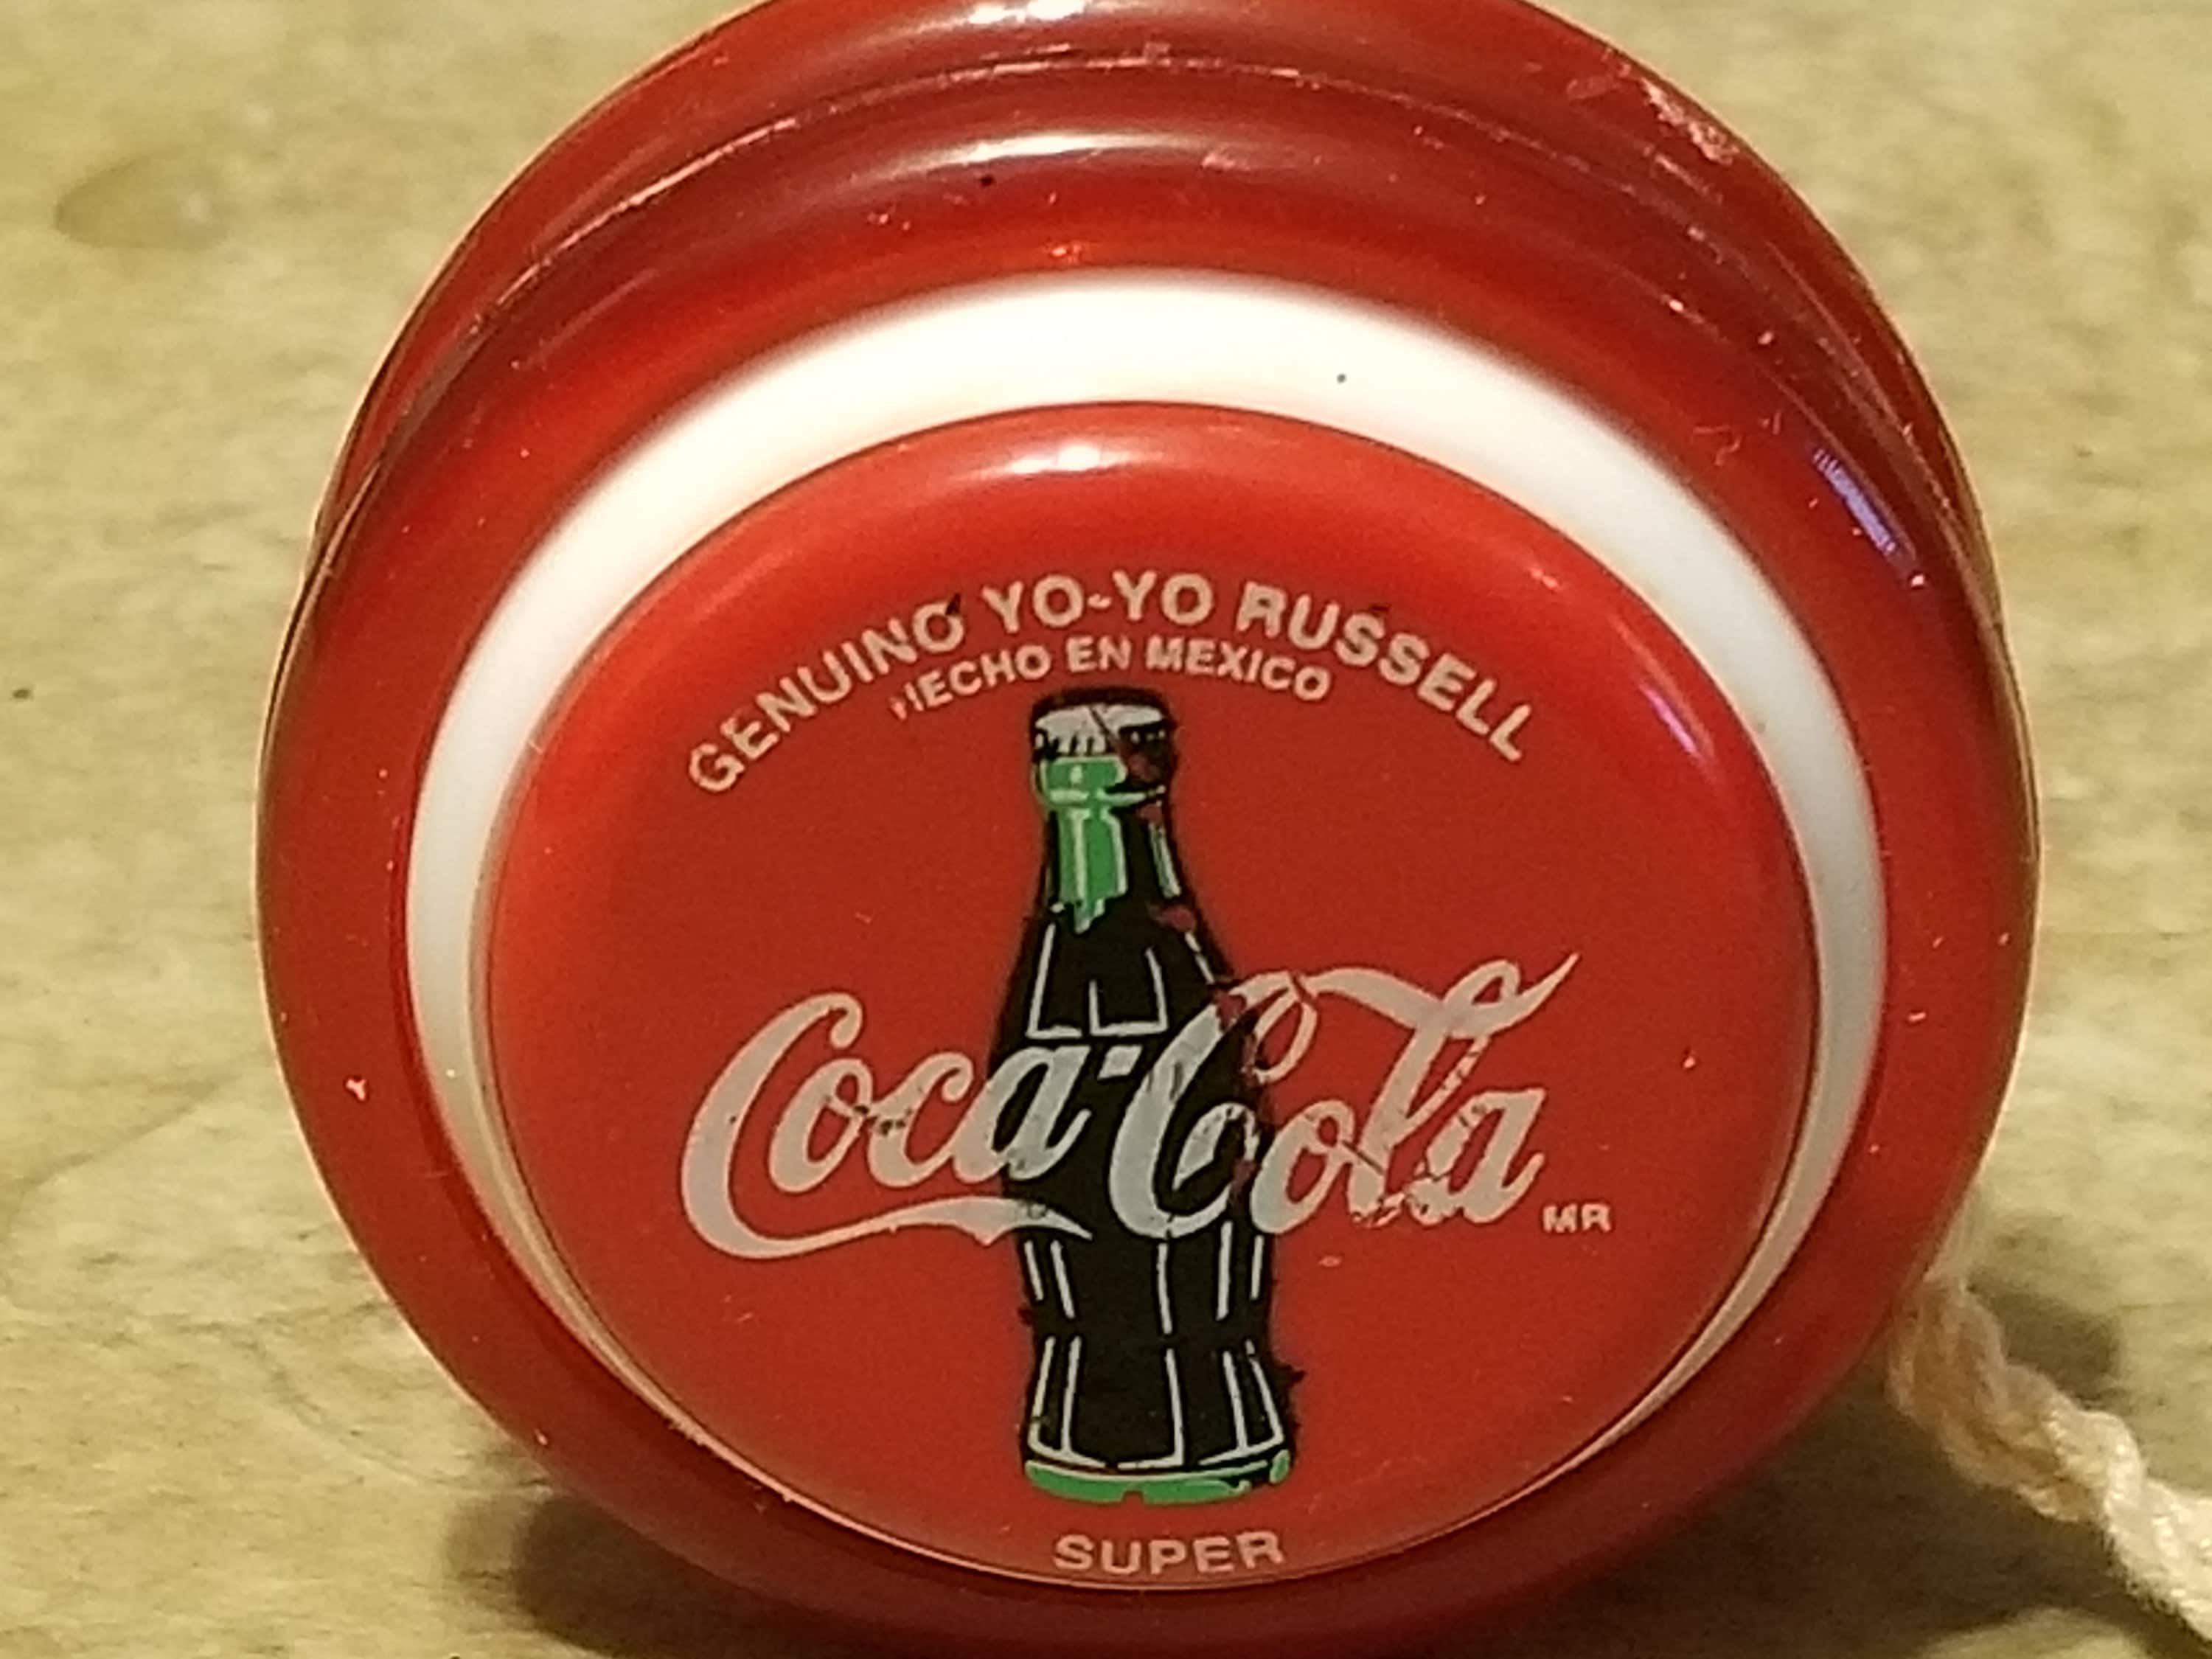 GENUINO YO-YO RUSSELL
HECHO EN MEXICO
Coca-Cola MR
SUPER